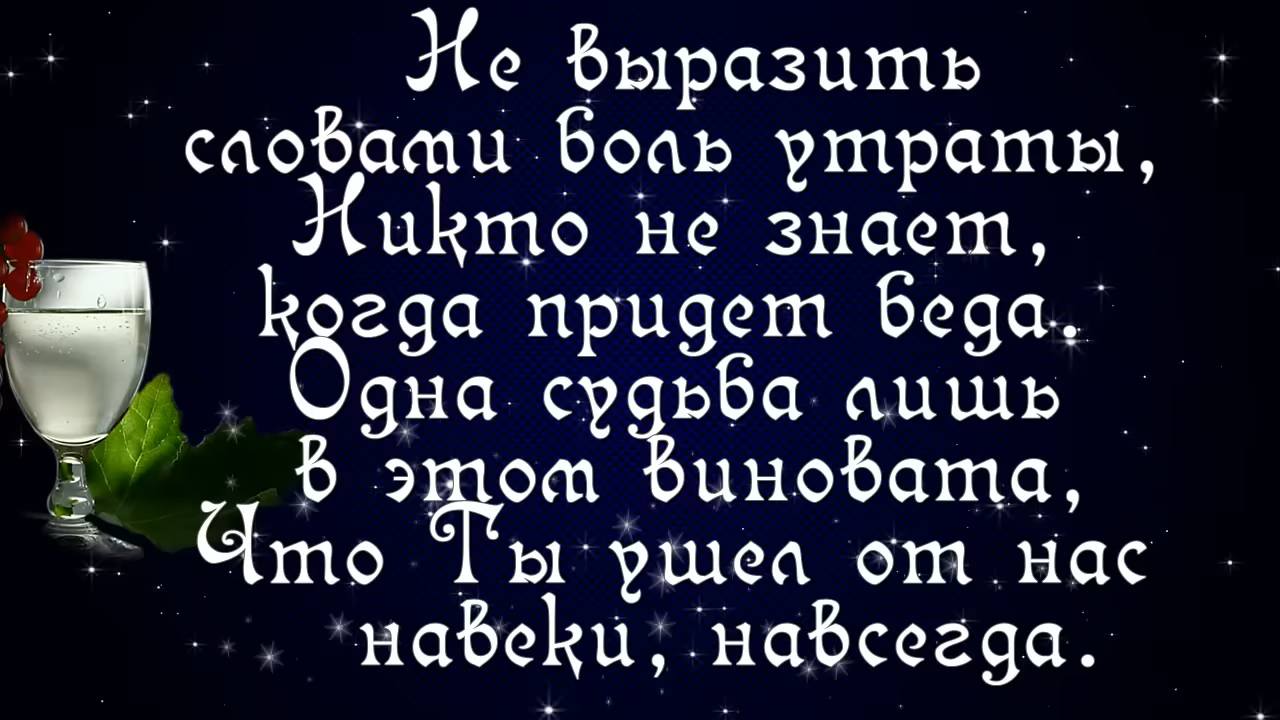 Не выразить
словами боль утраты,
Никто не знает,
когда придет беда.
Одна судьба лишь
в этом виновата,
Что Ты ушел от нас
навеки, навсегда.